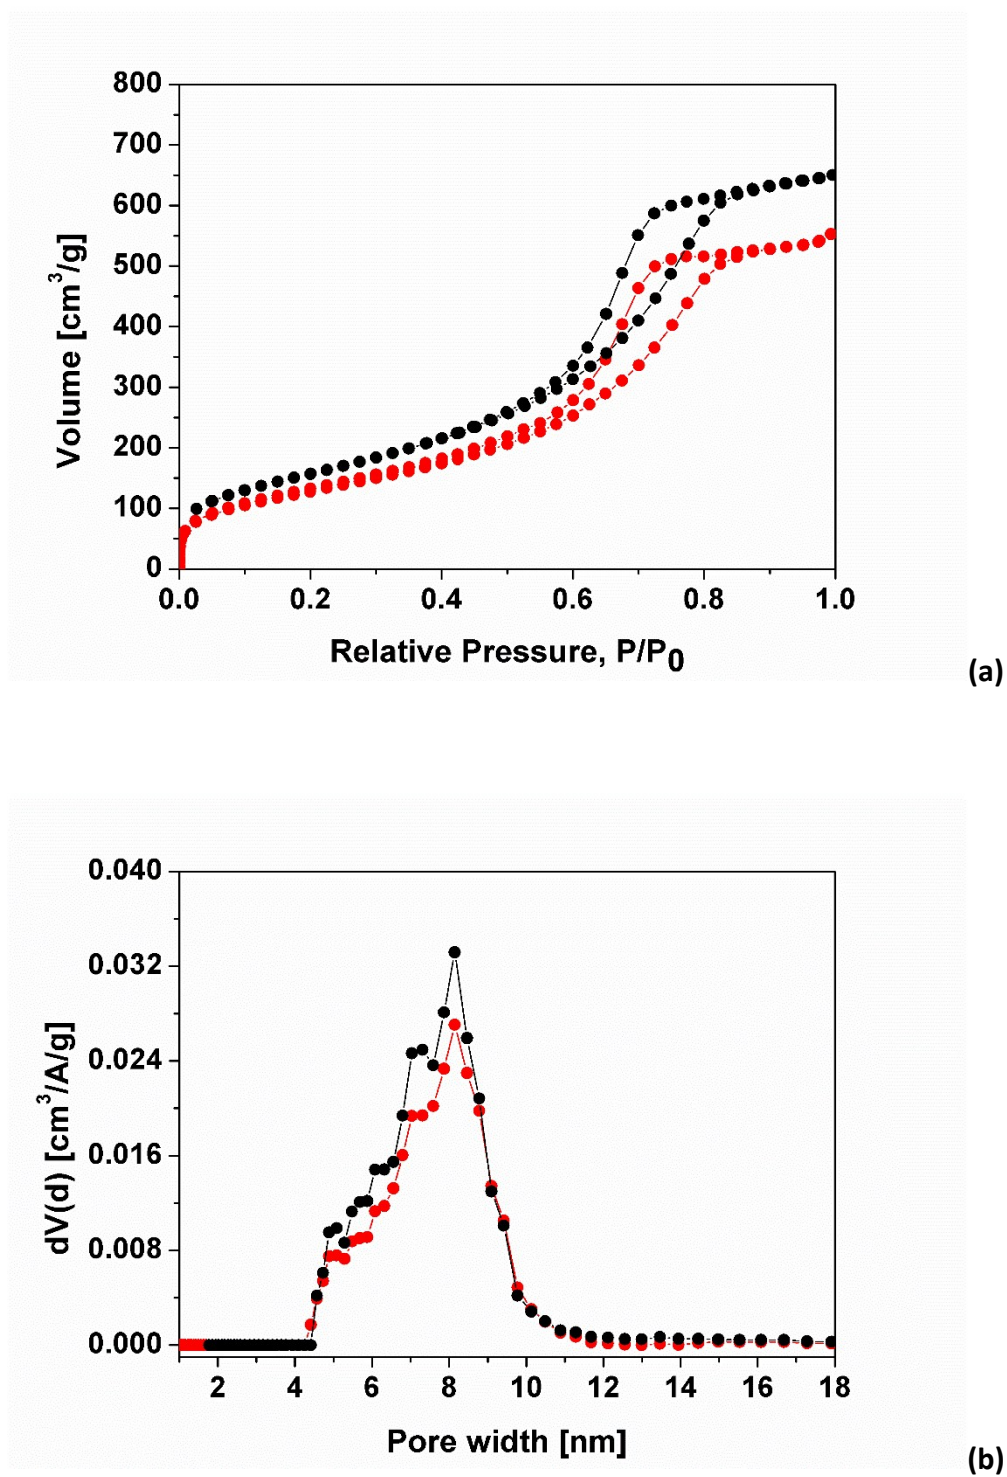 800
700
600
500
400
300
200
100
0
Volume [cm³/g]
0.0 0.2 0.4 0.6 0.8 1.0
Relative Pressure, P/P₀
(a)
0.040
0.032
0.024
0.016
0.008
0.000
dV(d) [cm³/A/g]
2 4 6 8 10 12 14 16 18
Pore width [nm]
(b)